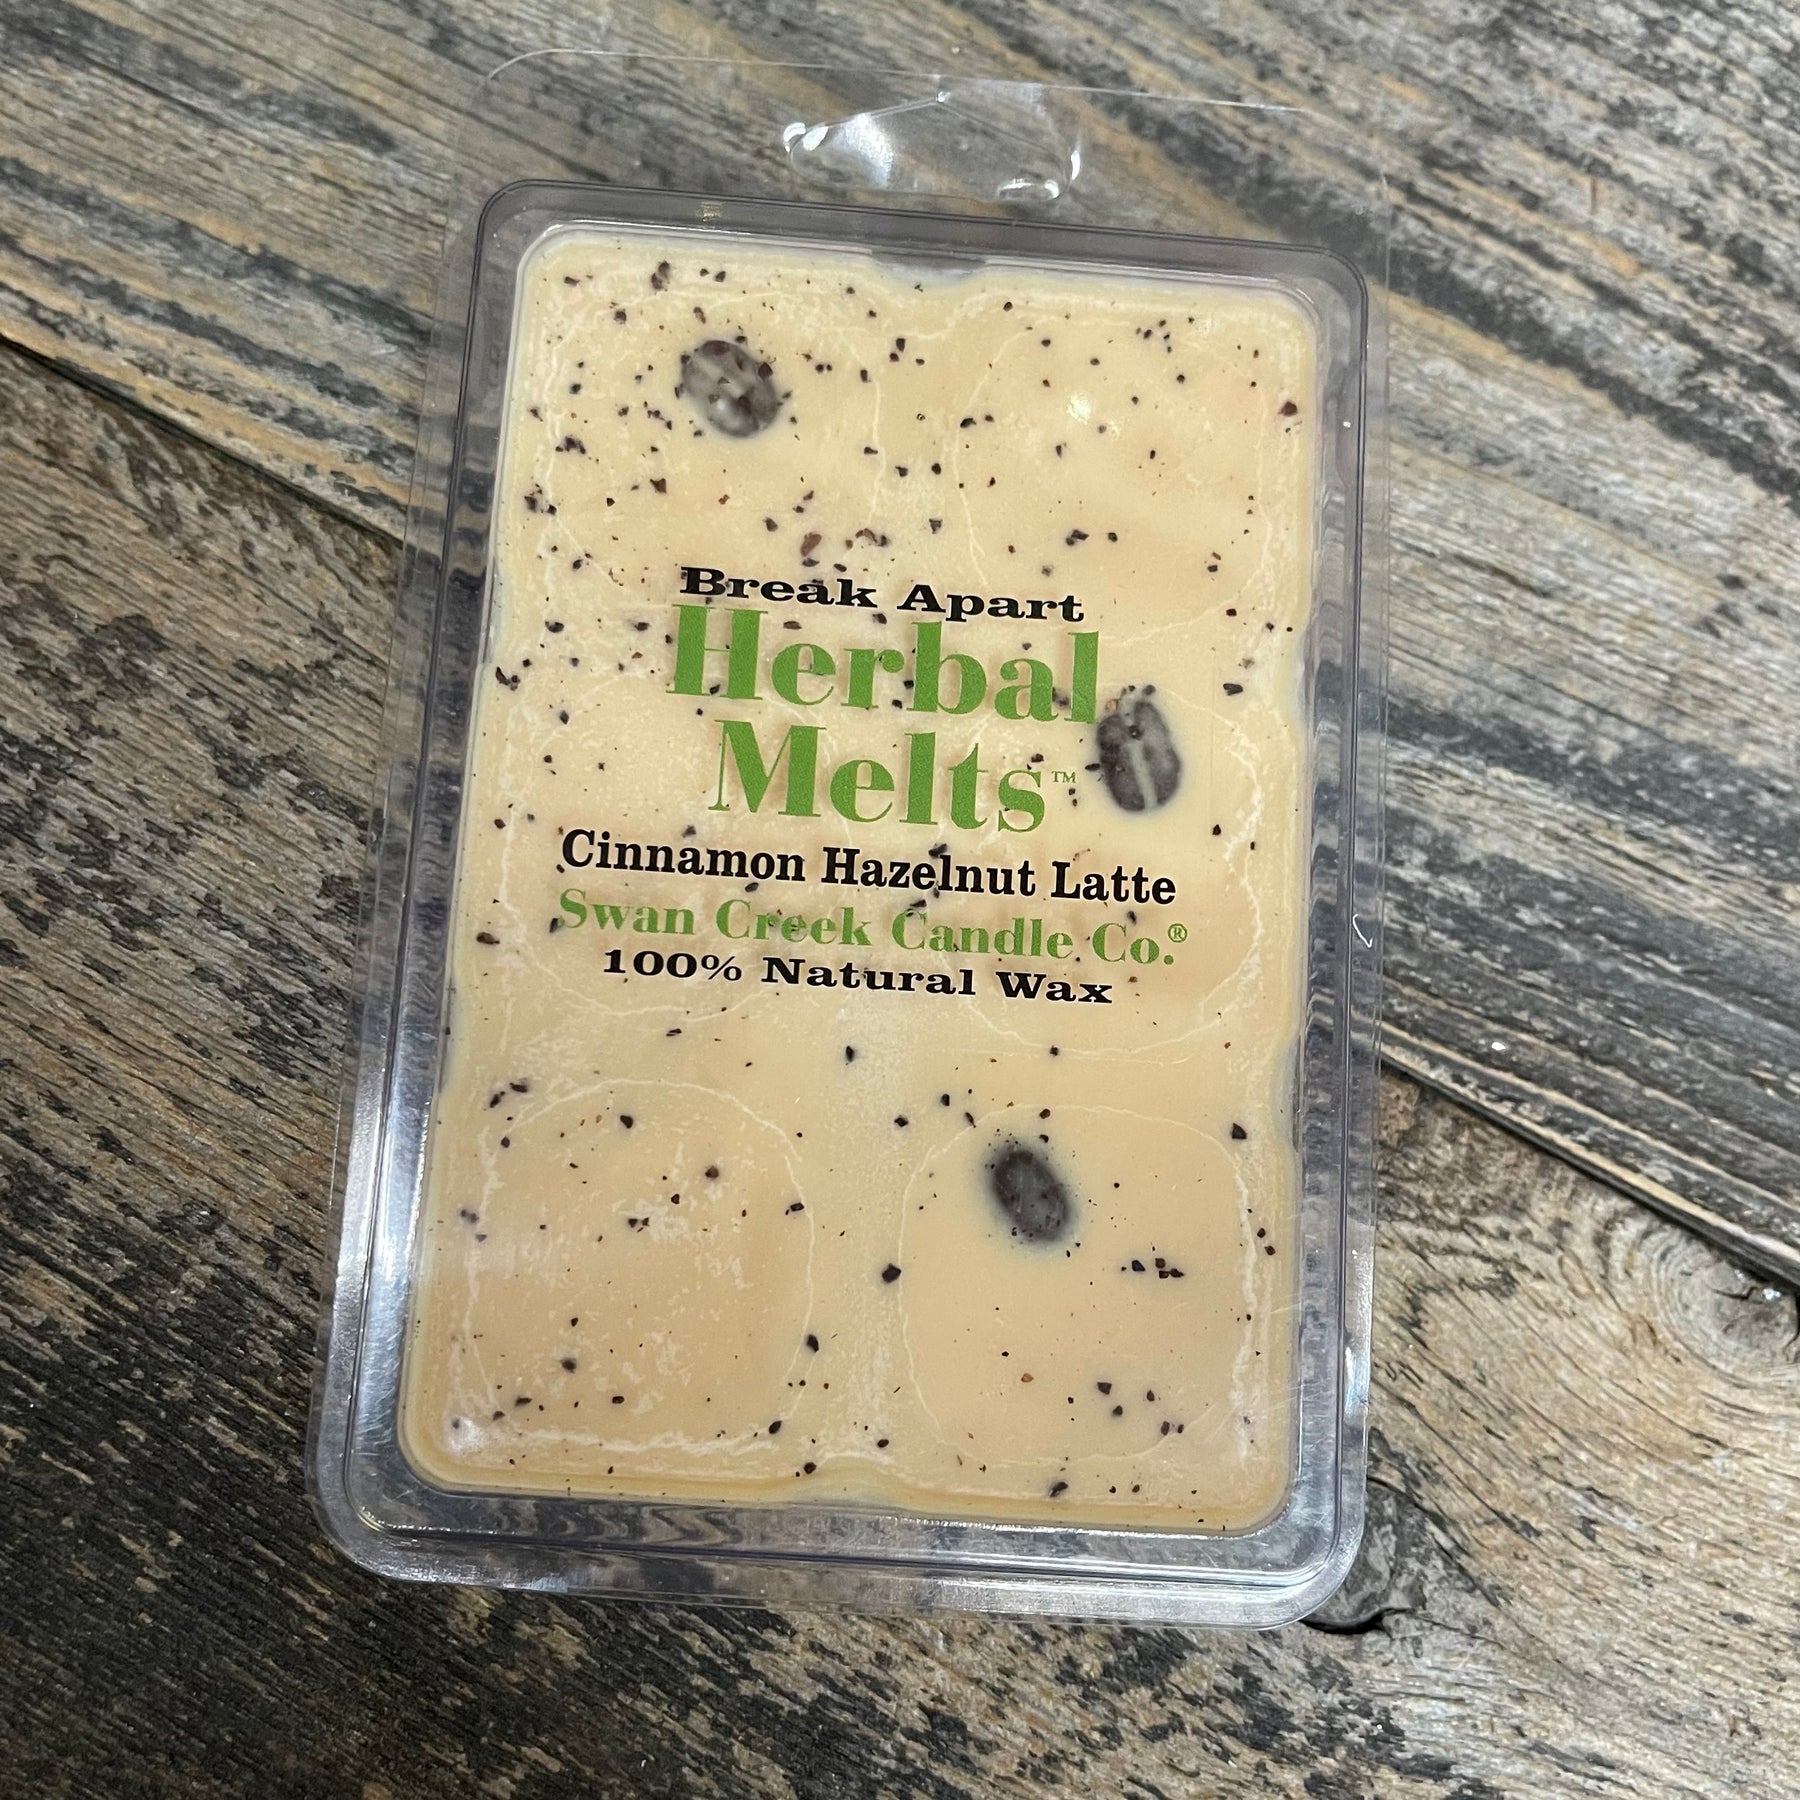 Break Apart
Herbal
Melts™
Cinnamon Hazelnut Latte
Swan Creek Candle Co.®
100% Natural Wax